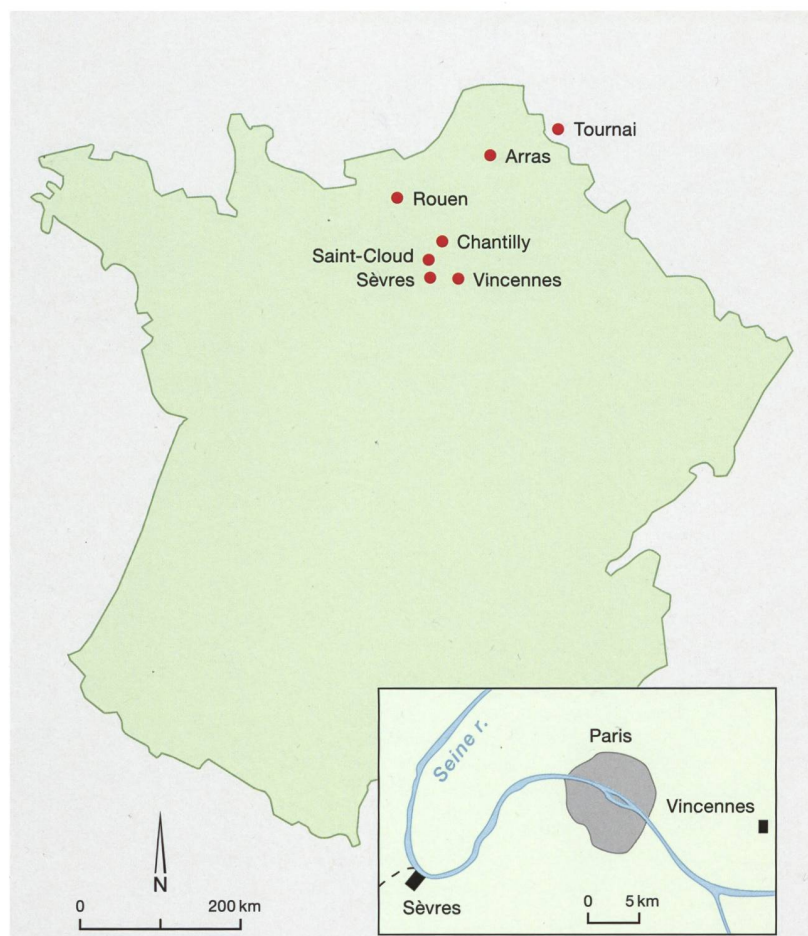 Tournai
Arras
Rouen
Chantilly
Saint-Cloud
Sèvres
Vincennes
Seine r.
Paris
Vincennes
Sèvres
0 5 km
N
0 200 km